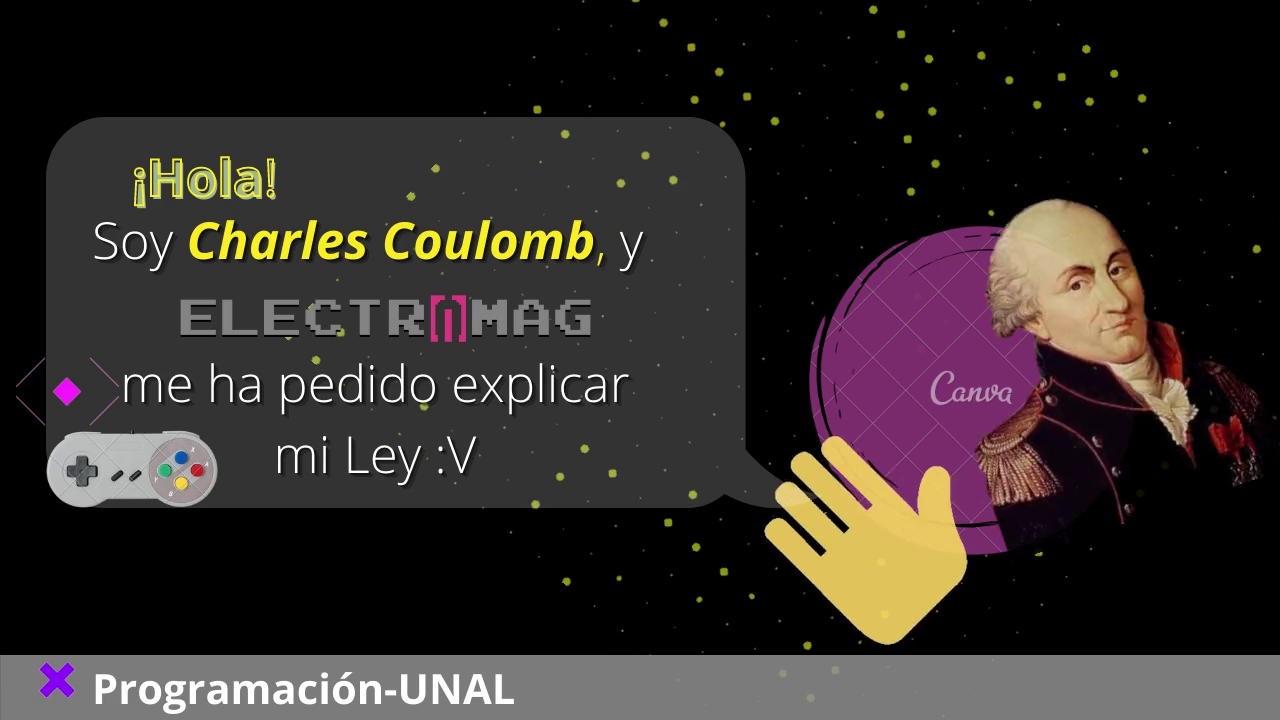 ¡Hola!
Soy Charles Coulomb, y
ELECTR[]MAG
me ha pedido explicar
mi Ley :V
Canva
Programación-UNAL